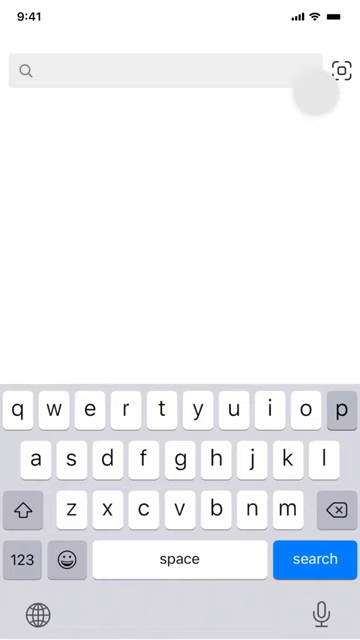 9:41
q w e r t y u i o p
a s d f g h j k l
z x c v b n m
123 space search